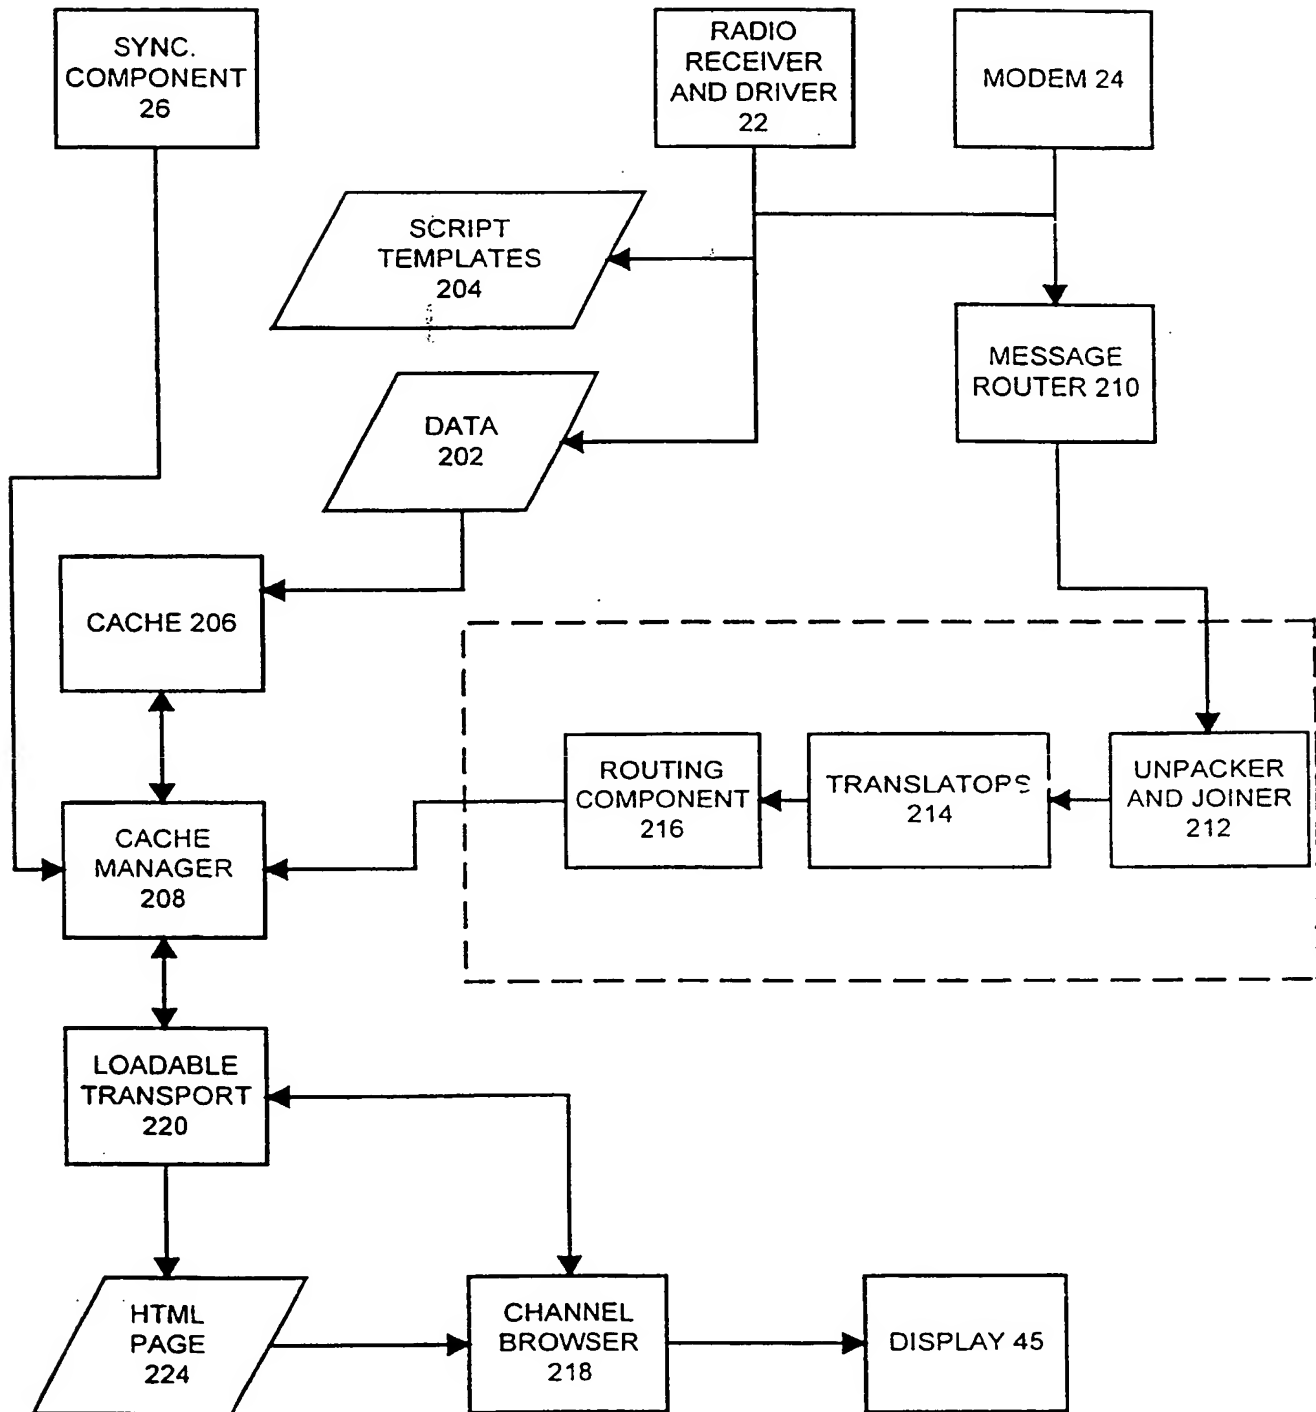 SYNC.
COMPONENT
26
RADIO
RECEIVER
AND DRIVER
22
MODEM 24
SCRIPT
TEMPLATES
204
MESSAGE
ROUTER 210
DATA
202
CACHE 206
ROUTING
COMPONENT
216
TRANSLATOPS
214
UNPACKER
AND JOINER
212
CACHE
MANAGER
208
LOADABLE
TRANSPORT
220
HTML
PAGE
224
CHANNEL
BROWSER
218
DISPLAY 45